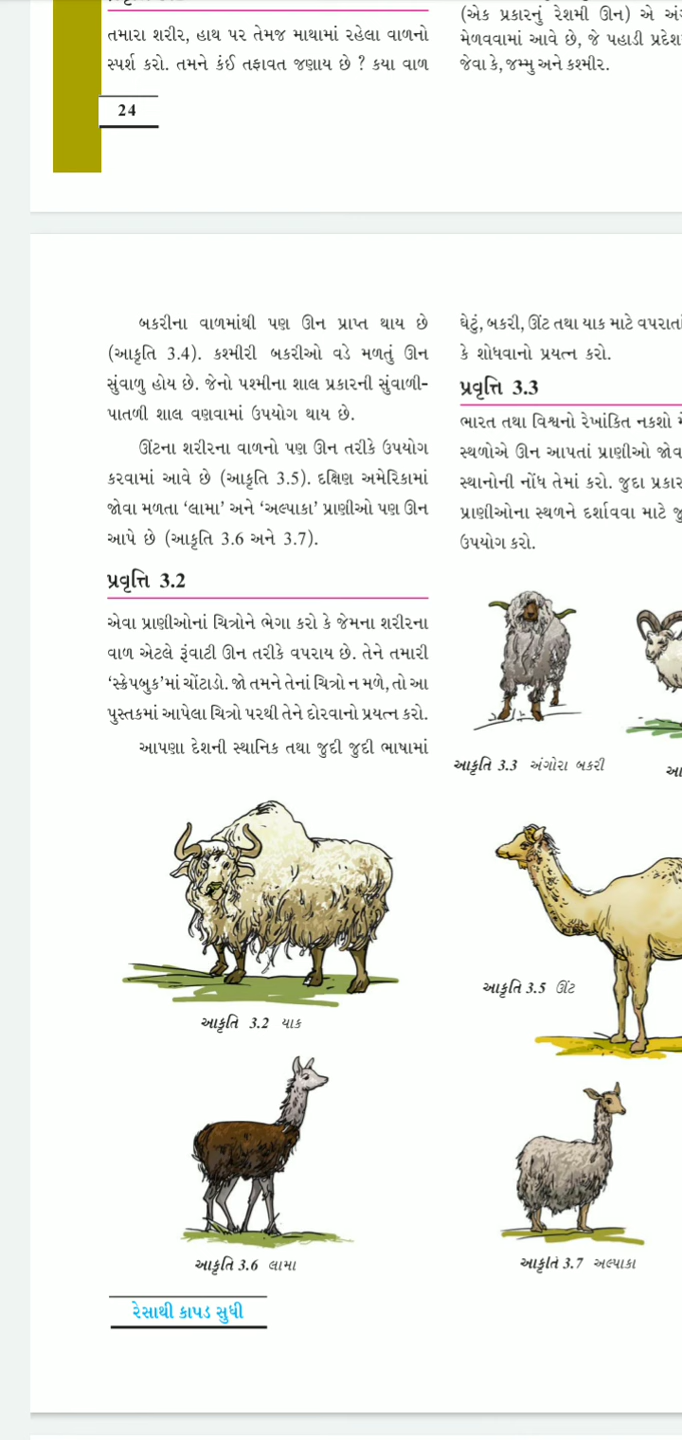 તમારા શરીર, હાથ પર તેમજ માથામાં રહેલા વાળનો
સ્પર્શ કરો. તમને કંઈ તફાવત જણાય છે ? કયા વાળ
24
(એક પ્રકારનું રેશમી ઊન) એ
મેળવવામાં આવે છે, જે પહાડી
જેવા કે, જમ્મુ અને કશ્મીર.
બકરીના વાળમાંથી પણ ઊન પ્રાપ્ત થાય છે
(આકૃતિ 3.4). કશ્મીરી બકરીઓ વડે મળતું ઊન
સુંવાળુ હોય છે. જેનો પશ્મીના શાલ પ્રકારની સુંવાળી-
પાતળી શાલ વણવામાં ઉપયોગ થાય છે.
ઊંટના શરીરના વાળનો પણ ઊન તરીકે ઉપયોગ
કરવામાં આવે છે (આકૃતિ 3.5). દક્ષિણ અમેરિકામાં
જોવા મળતા ‘લામા’ અને ‘અલ્પાકા’ પ્રાણીઓ પણ ઊન
આપે છે (આકૃતિ 3.6 અને 3.7).
પ્રવૃત્તિ 3.2
એવા પ્રાણીઓનાં ચિત્રોને ભેગા કરો કે જેમના શરીરના
વાળ એટલે રૂંવાટી ઊન તરીકે વપરાય છે. તેને તમારી
‘સ્ક્રેપબુક’માં ચોંટાડો. જો તમને તેનાં ચિત્રો ન મળે, તો આ
પુસ્તકમાં આપેલા ચિત્રો પરથી તેને દોરવાનો પ્રયત્ન કરો.
આપણા દેશની સ્થાનિક તથા જુદી જુદી ભાષામાં
ઘેટું, બકરી, ઊંટ તથા યાક માટે
કે શોધવાનો પ્રયત્ન કરો.
પ્રવૃત્તિ 3.3
ભારત તથા વિશ્વનો રેખાંકિત નકશો
સ્થળોએ ઊન આપતાં પ્રાણીઓ
સ્થાનોની નોંધ તેમાં કરો. જુદા
પ્રાણીઓના સ્થળને દર્શાવવા માટે
ઉપયોગ કરો.
આકૃતિ 3.3 અંગોરા બકરી
આકૃતિ 3.2 યાક
આકૃતિ 3.5 ઊંટ
આકૃતિ 3.6 લામા
આકૃતિ 3.7 અલ્પાકા
રેસાથી કાપડ સુધી